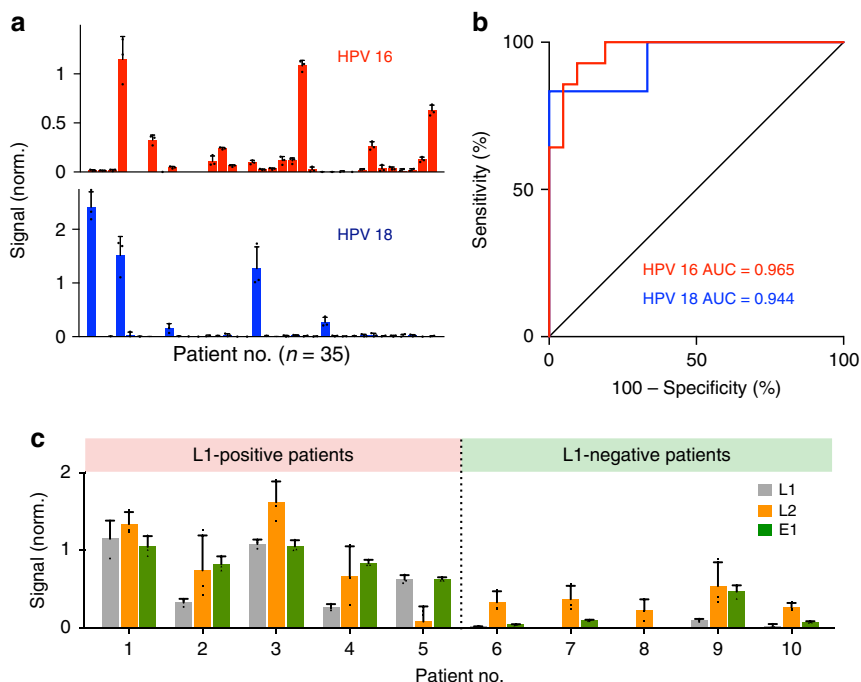 a
HPV 16
1
0.5
0
HPV 18
2
1
0
Signal (norm.)
Patient no. (n = 35)
b
100
50
0
Sensitivity (%)
HPV 16 AUC = 0.965
HPV 18 AUC = 0.944
0 50 100
100 – Specificity (%)
c
L1-positive patients L1-negative patients
2
1
0
Signal (norm.)
L1
L2
E1
1 2 3 4 5 6 7 8 9 10
Patient no.